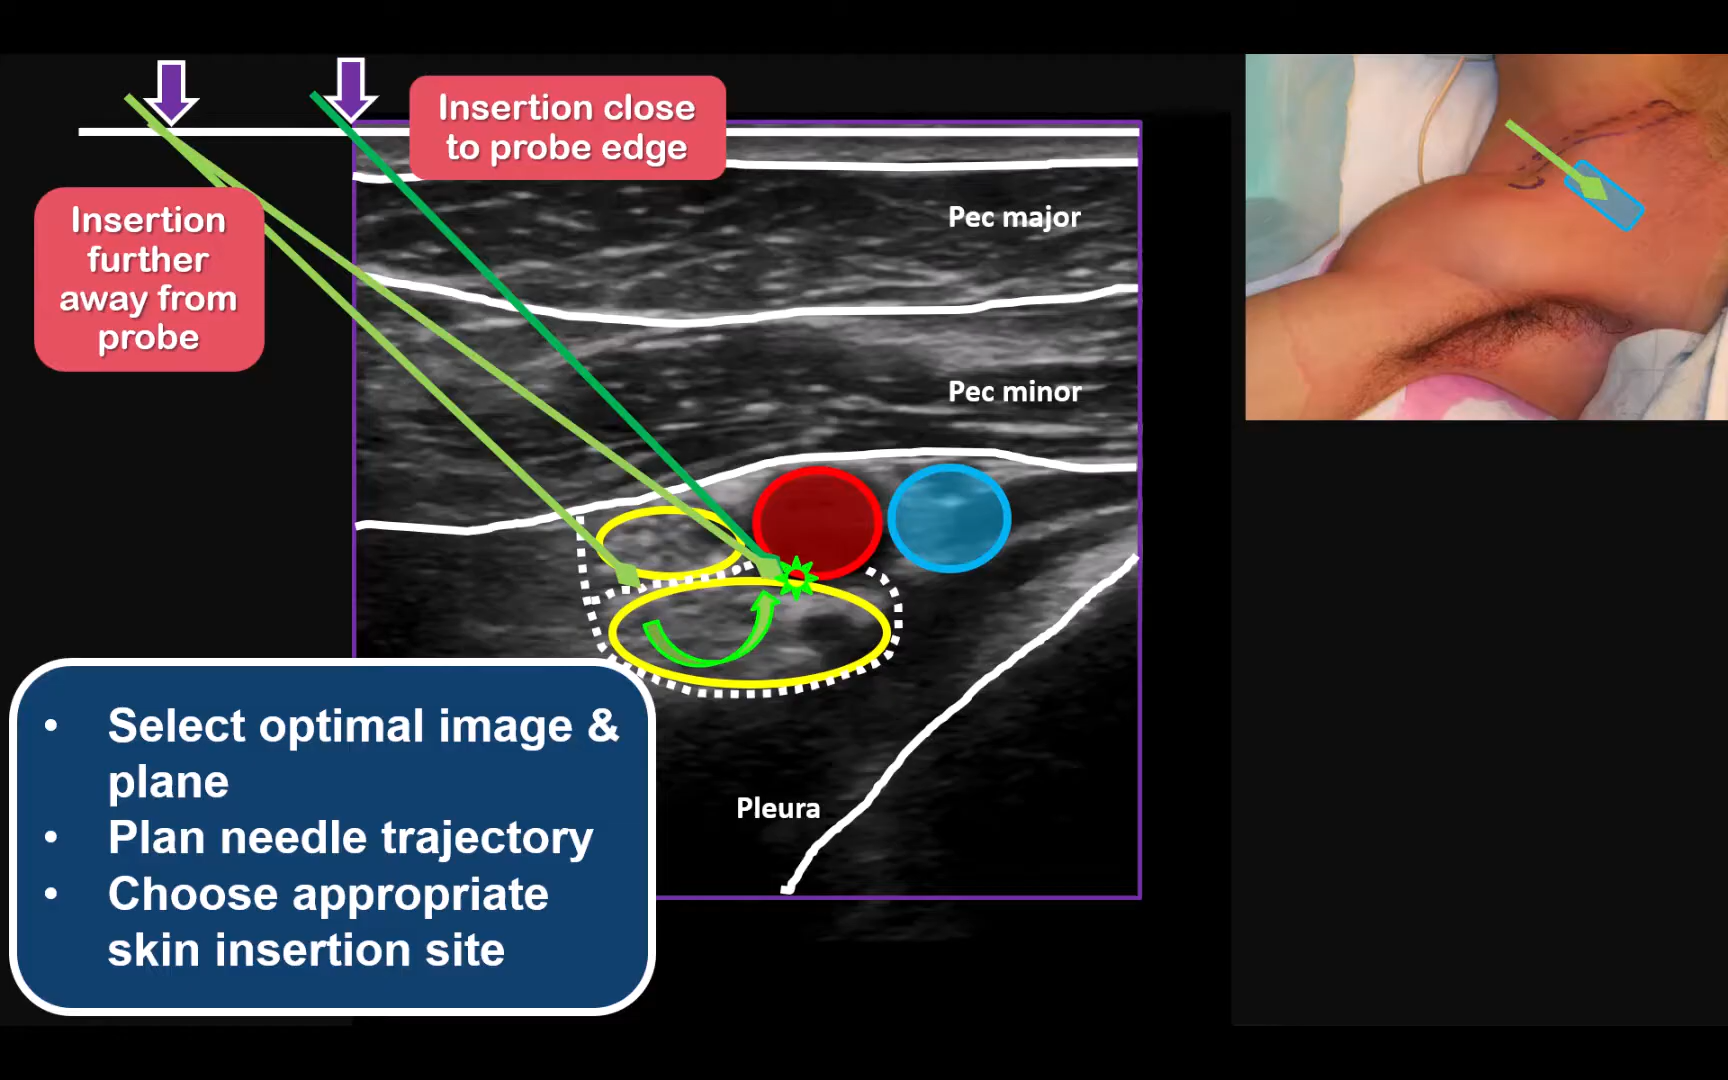 Insertion close
to probe edge
Insertion
further
away from
probe
Pec major
Pec minor
Pleura
• Select optimal image &
plane
• Plan needle trajectory
• Choose appropriate
skin insertion site